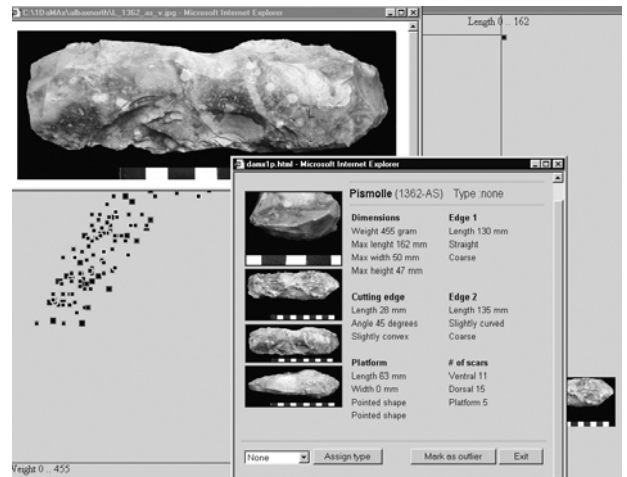 C:\1DaMAx\albasnorth\L_1362_as_v.jpg - Microsoft Internet Explorer
Length 0 .. 162
damx1p.html - Microsoft Internet Explorer
Pismolle (1362-AS) Type :none
Dimensions
Weight 455 gram
Max lenght 162 mm
Max width 50 mm
Max height 47 mm
Edge 1
Length 130 mm
Straight
Coarse
Cutting edge
Length 28 mm
Angle 45 degrees
Slightly convex
Edge 2
Length 135 mm
Slightly curved
Coarse
Platform
Length 63 mm
Width 0 mm
Pointed shape
Pointed shape
# of scars
Ventral 11
Dorsal 15
Platform 5
None
Assign type
Mark as outlier
Exit
Weight 0 .. 455